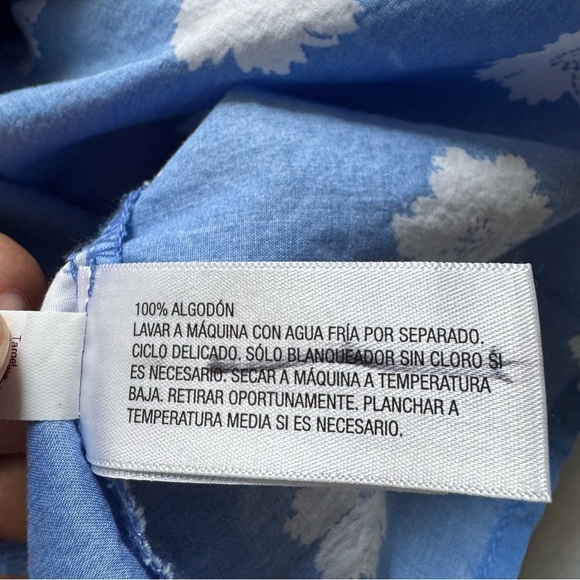 100% ALGODÓN
LAVAR A MÁQUINA CON AGUA FRÍA POR SEPARADO.
CICLO DELICADO. SÓLO BLANQUEADOR SIN CLORO SI
ES NECESARIO. SECAR A MÁQUINA A TEMPERATURA
BAJA. RETIRAR OPORTUNAMENTE. PLANCHAR A
TEMPERATURA MEDIA SI ES NECESARIO.